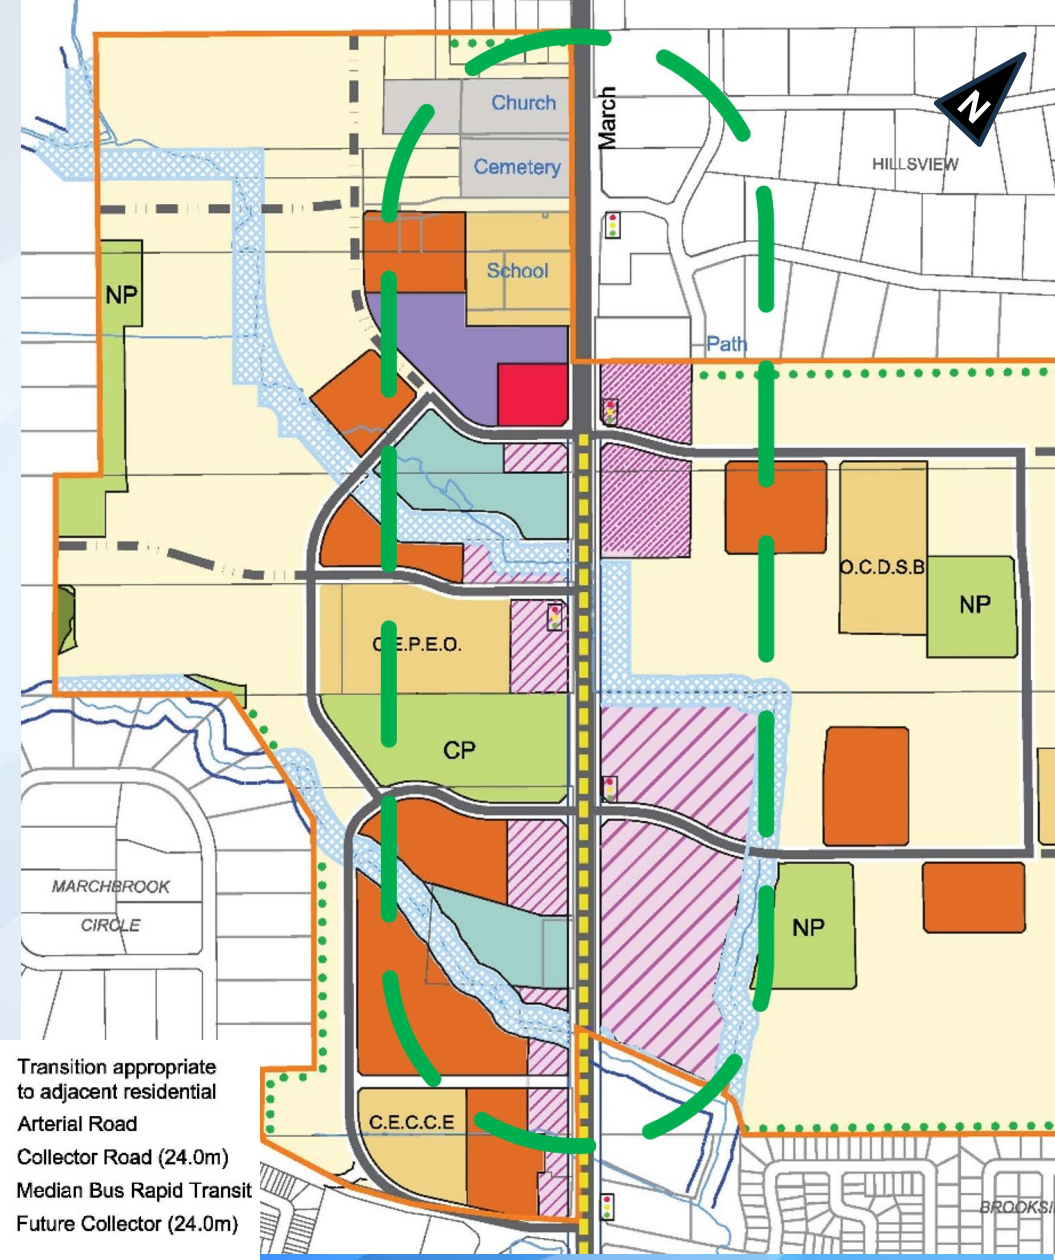 Church
March
N
Cemetery
HILLSVIEW
School
NP
Path
O.C.D.S.B
NP
C.E.P.E.O.
CP
MARCHBROOK
CIRCLE
NP
Transition appropriate
to adjacent residential
Arterial Road
C.E.C.C.E
Collector Road (24.0m)
Median Bus Rapid Transit
BROOKSI
Future Collector (24.0m)